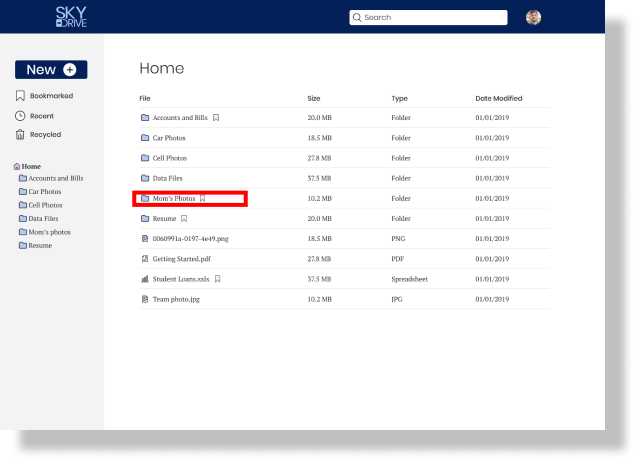 SKY
DRIVE
Search
New
Home
Bookmarked
Recent
Recycled
Home
Accounts and Bills
Car Photos
Cell Photos
Data Files
Mom's photos
Resume
File Size Type Date Modified
Accounts and Bills 20.0 MB Folder 01/01/2019
Car Photos 18.5 MB Folder 01/01/2019
Cell Photos 27.8 MB Folder 01/01/2019
Data Files 37.5 MB Folder 01/01/2019
Mom's Photos 10.2 MB Folder 01/01/2019
Resume 20.0 MB Folder 01/01/2019
0060991a-0197-4e49.png 18.5 MB PNG 01/01/2019
Getting Started.pdf 27.8 MB PDF 01/01/2019
Student Loans.xslx 37.5 MB Spreadsheet 01/01/2019
Team photo.jpg 10.2 MB JPG 01/01/2019